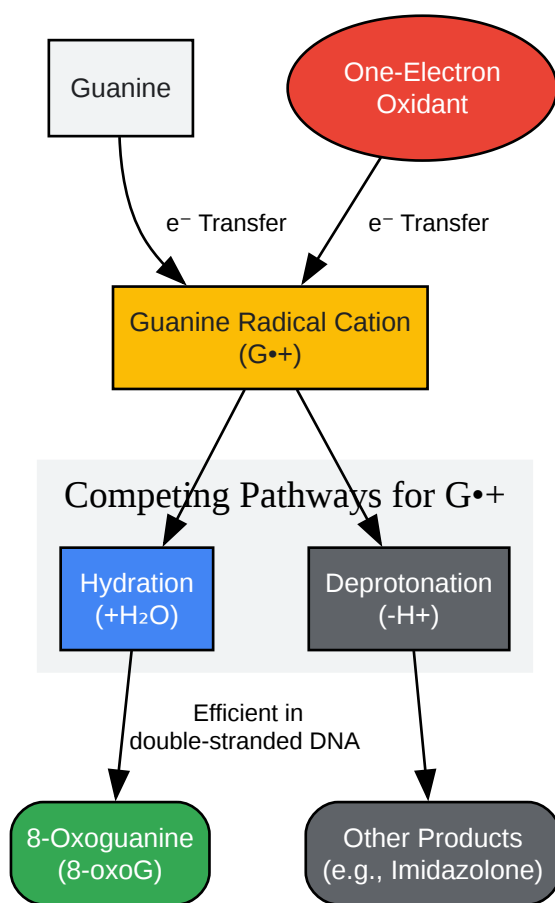 Guanine
One-Electron
Oxidant
e⁻ Transfer
e⁻ Transfer
Guanine Radical Cation
(G•+)
Competing Pathways for G•+
Hydration
(+H₂O)
Deprotonation
(-H+)
Efficient in
double-stranded DNA
8-Oxoguanine
(8-oxoG)
Other Products
(e.g., Imidazolone)